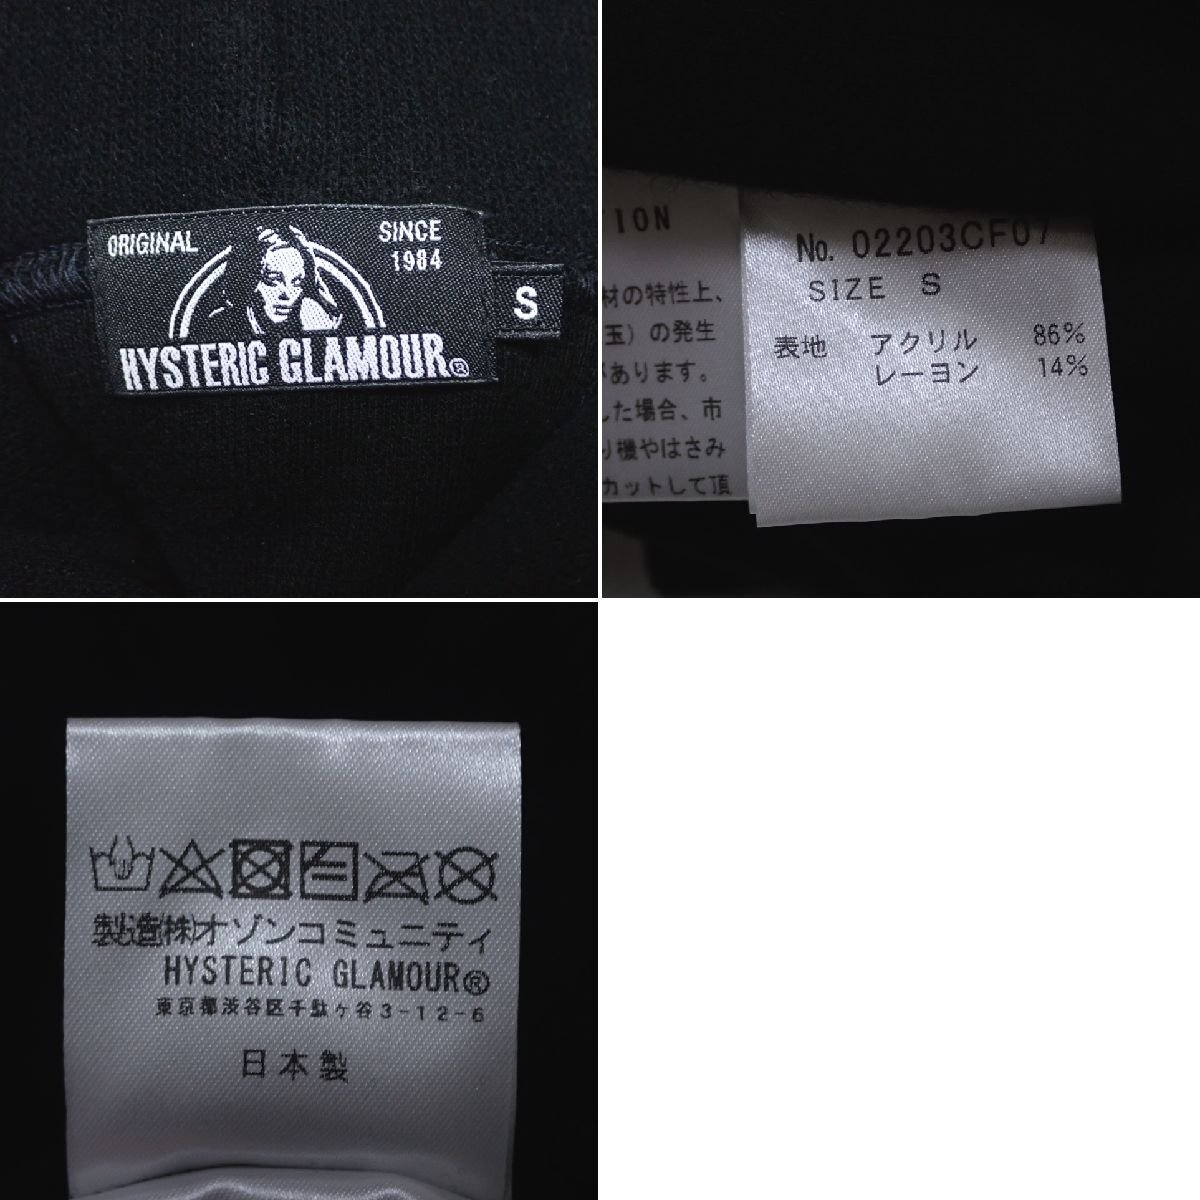 ORIGINAL
SINCE
1984
S
HYSTERIC GLAMOUR®
TION
材の特性上、
玉）の発生
があります。
した場合、市
り機やはさみ
カットして頂
No. 02203CF07
SIZE S
表地 アクリル 86%
レーヨン 14%
製造(株)オゾンコミュニティ
HYSTERIC GLAMOUR®
東京都渋谷区千駄ヶ谷3-12-6
日本製